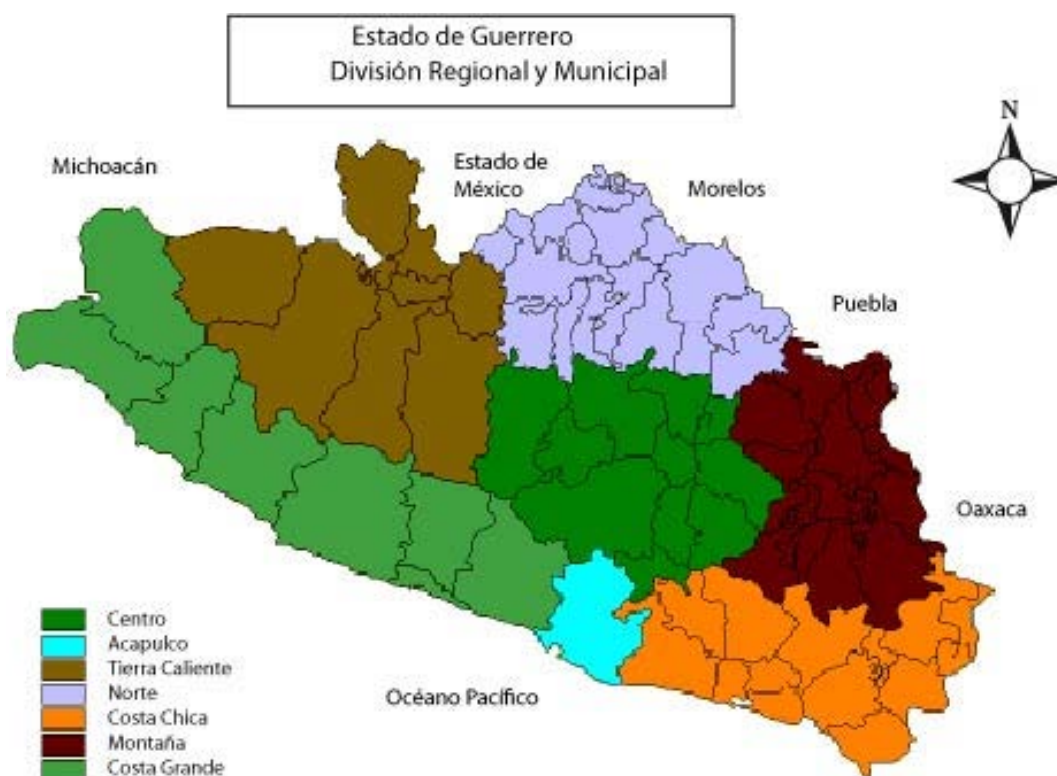 Estado de Guerrero
División Regional y Municipal
N
Michoacán
Estado de
México
Morelos
Puebla
Oaxaca
Océano Pacífico
Centro
Acapulco
Tierra Caliente
Norte
Costa Chica
Montaña
Costa Grande